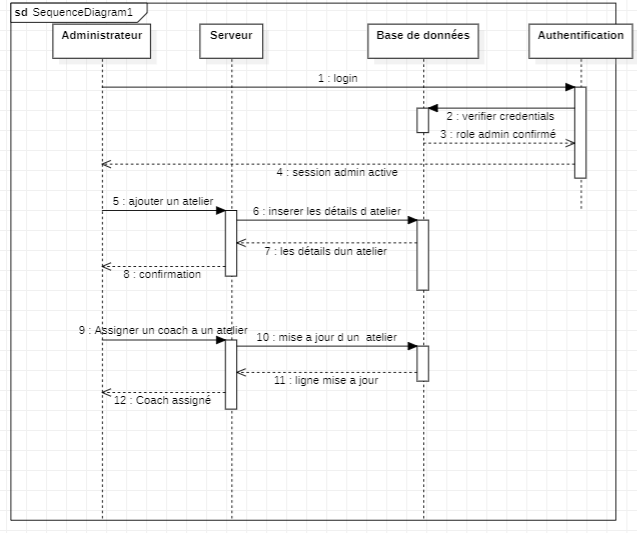 sd SequenceDiagram1
Administrateur
Serveur
Base de données
Authentification
1 : login
2 : verifier credentials
3 : role admin confirmé
4 : session admin active
5 : ajouter un atelier
6 : inserer les détails d atelier
7 : les détails dun atelier
8 : confirmation
9 : Assigner un coach a un atelier
10 : mise a jour d un  atelier
11 : ligne mise a jour
12 : Coach assigné